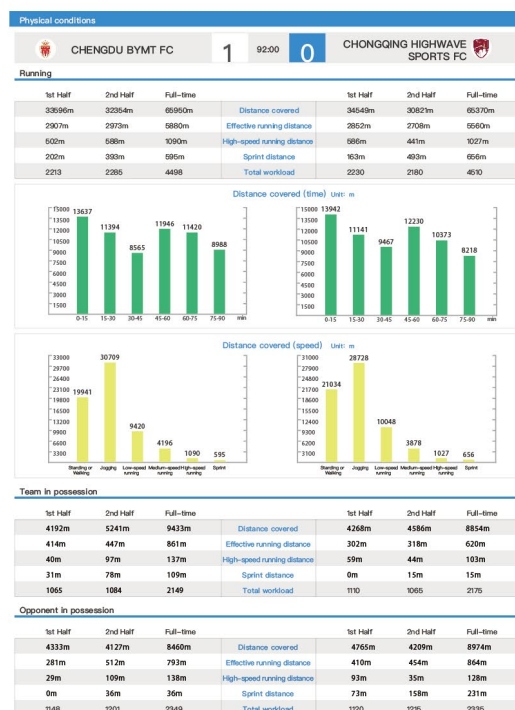 Physical conditions
CHENGDU BYMT FC 1 92:00 0 CHONGQING HIGHWAVE
SPORTS FC
Running
1st Half 2nd Half Full-time 1st Half 2nd Half Full-time
33596m 32354m 65950m Distance covered 34549m 30821m 65370m
2907m 2973m 5880m Effective running distance 2852m 2708m 5560m
502m 588m 1090m High-speed running distance 586m 441m 1027m
202m 393m 595m Sprint distance 163m 493m 656m
2213 2285 4498 Total workload 2230 2180 4510
Distance covered (time) Unit: m
15000 13637 15000 13942
13500 11394 11946 11420 13500 11141 12230
12000 12000 10373
10500 8565 8988 10500 9467 8218
9000 9000
7500 7500
6000 6000
4500 4500
3000 3000
1500 1500
0-15 15-30 30-45 45-60 60-75 75-90 min 0-15 15-30 30-45 45-60 60-75 75-90 min
Distance covered (speed) Unit: m
33000 30709 31000 28728
29700 27900
26400 24800
23100 19941 21700 21034
19800 18600
16500 15500
13200 12400 10048
9900 9420 9300
6600 4196 6200 3878
3300 1090 595 3100 1027 656
Standing or Walking Jogging Low-speed running Medium-speed running High-speed running Sprint Standing or Walking Jogging Low-speed running Medium-speed running High-speed running Sprint
Team in possession
1st Half 2nd Half Full-time 1st Half 2nd Half Full-time
4192m 5241m 9433m Distance covered 4268m 4586m 8854m
414m 447m 861m Effective running distance 302m 318m 620m
40m 97m 137m High-speed running distance 59m 44m 103m
31m 78m 109m Sprint distance 0m 15m 15m
1065 1084 2149 Total workload 1110 1065 2175
Opponent in possession
1st Half 2nd Half Full-time 1st Half 2nd Half Full-time
4333m 4127m 8460m Distance covered 4765m 4209m 8974m
281m 512m 793m Effective running distance 410m 454m 864m
29m 109m 138m High-speed running distance 93m 35m 128m
0m 36m 36m Sprint distance 73m 158m 231m
1148 1201 2349 Total workload 1120 1215 2335